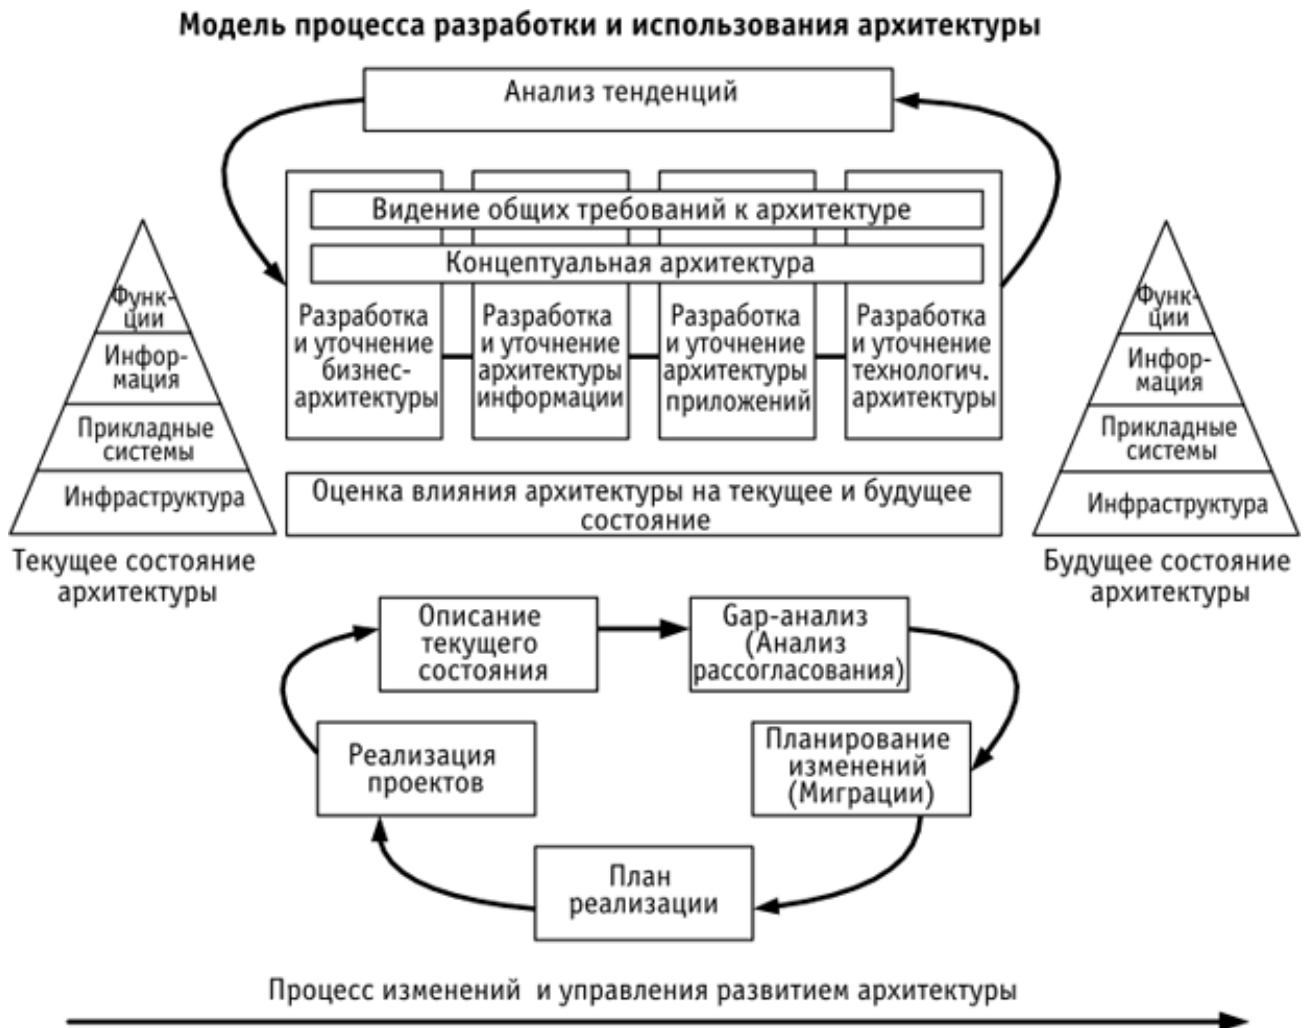 Модель процесса разработки и использования архитектуры
Анализ тенденций
Видение общих требований к архитектуре
Концептуальная архитектура
Разработка
и уточнение
бизнес-
архитектуры
Разработка
и уточнение
архитектуры
информации
Разработка
и уточнение
архитектуры
приложений
Разработка
и уточнение
технологич.
архитектуры
Функ-
ции
Инфор-
мация
Прикладные
системы
Инфраструктура
Текущее состояние
архитектуры
Функ-
ции
Инфор-
мация
Прикладные
системы
Инфраструктура
Будущее состояние
архитектуры
Оценка влияния архитектуры на текущее и будущее
состояние
Описание
текущего
состояния
Gap-анализ
(Анализ
рассогласования)
Планирование
изменений
(Миграции)
План
реализации
Реализация
проектов
Процесс изменений и управления развитием архитектуры